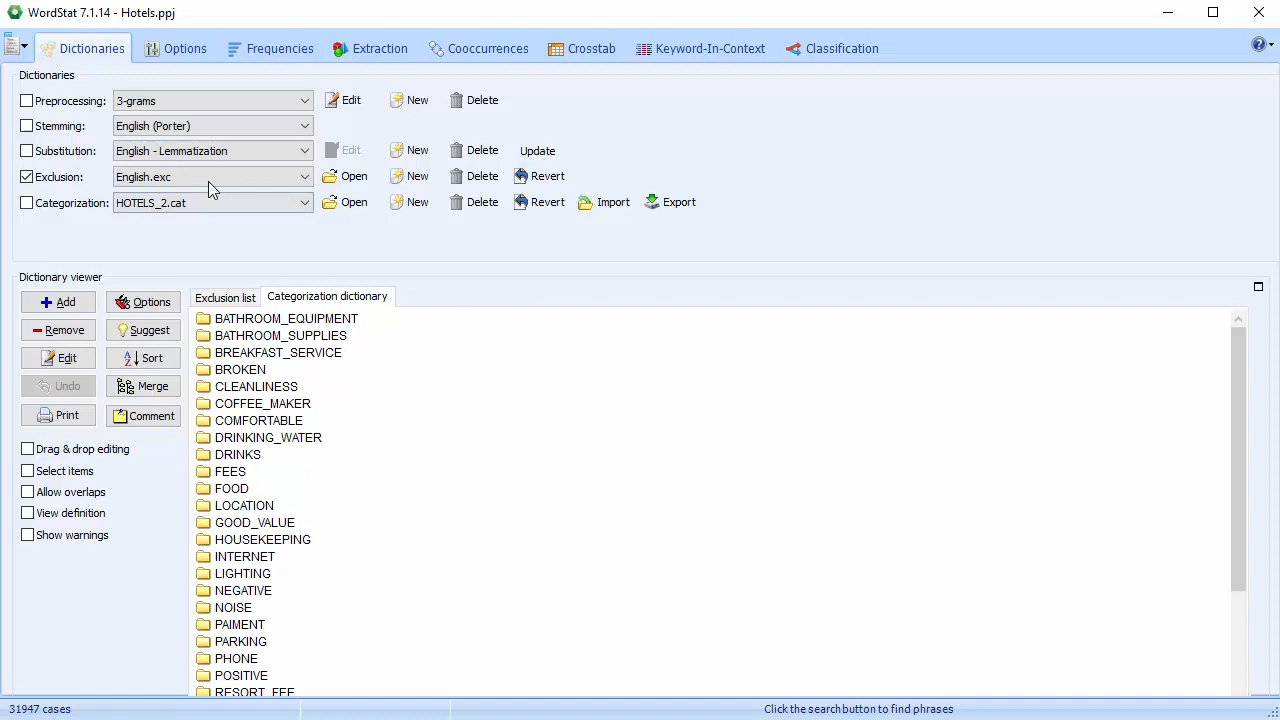 WordStat 7.1.14 - Hotels.ppj
Dictionaries Options Frequencies Extraction Cooccurrences Crosstab Keyword-In-Context Classification
Dictionaries
Preprocessing: 3-grams Edit New Delete
Stemming: English (Porter)
Substitution: English - Lemmatization Edit New Delete Update
Exclusion: English.exc Open New Delete Revert
Categorization: HOTELS_2.cat Open New Delete Revert Import Export
Dictionary viewer
Add Options
Remove Suggest
Edit Sort
Undo Merge
Print Comment
Drag & drop editing
Select items
Allow overlaps
View definition
Show warnings
Exclusion list Categorization dictionary
BATHROOM_EQUIPMENT
BATHROOM_SUPPLIES
BREAKFAST_SERVICE
BROKEN
CLEANLINESS
COFFEE_MAKER
COMFORTABLE
DRINKING_WATER
DRINKS
FEES
FOOD
LOCATION
GOOD_VALUE
HOUSEKEEPING
INTERNET
LIGHTING
NEGATIVE
NOISE
PAIMENT
PARKING
PHONE
POSITIVE
RESORT_FEE
31947 cases Click the search button to find phrases